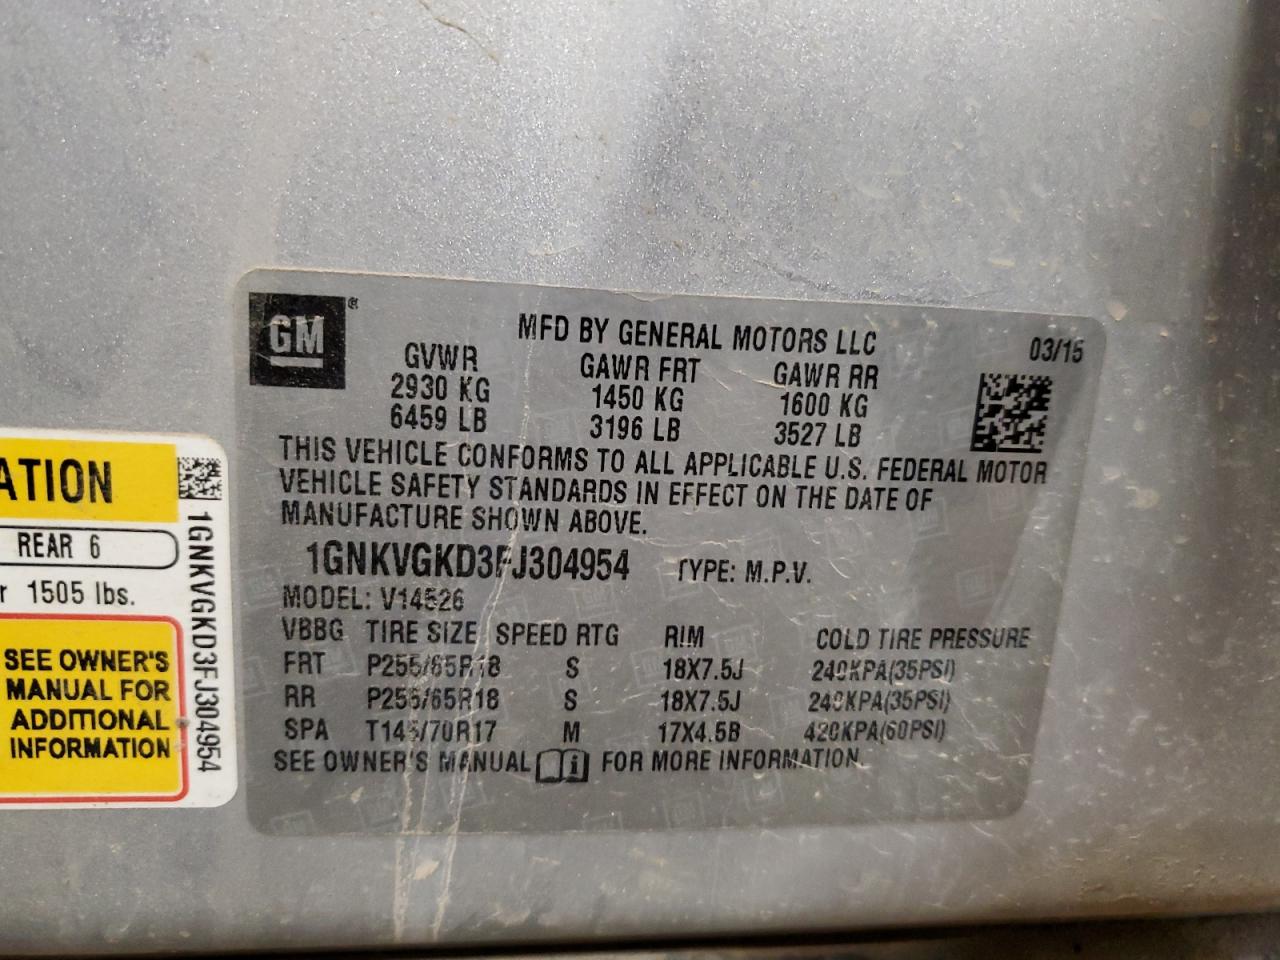 GM®
MFD BY GENERAL MOTORS LLC
03/15
GVWR GAWR FRT GAWR RR
2930 KG 1450 KG 1600 KG
6459 LB 3196 LB 3527 LB
THIS VEHICLE CONFORMS TO ALL APPLICABLE U.S. FEDERAL MOTOR
VEHICLE SAFETY STANDARDS IN EFFECT ON THE DATE OF
MANUFACTURE SHOWN ABOVE.
1GNKVGKD3FJ304954 TYPE: M.P.V.
MODEL: V14526
VBBG TIRE SIZE SPEED RTG RIM COLD TIRE PRESSURE
FRT P255/65R18 S 18X7.5J 240KPA(35PSI)
RR P255/65R18 S 18X7.5J 240KPA(35PSI)
SPA T145/70R17 M 17X4.5B 420KPA(60PSI)
SEE OWNER'S MANUAL i FOR MORE INFORMATION.
ATION
REAR 6
r 1505 lbs.
SEE OWNER'S
MANUAL FOR
ADDITIONAL
INFORMATION
1GNKVGKD3FJ304954